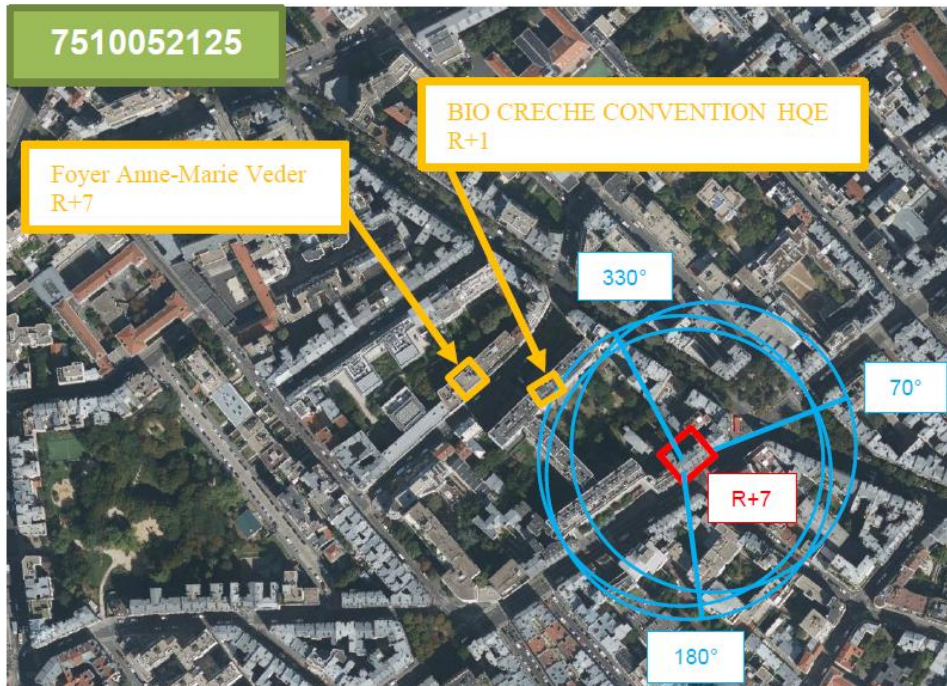 7510052125
BIO CRECHE CONVENTION HQE
R+1
Foyer Anne-Marie Veder
R+7
330°
70°
R+7
180°